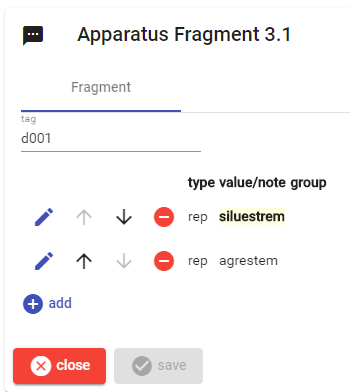 Apparatus Fragment 3.1
Fragment
tag
d001
type value/note group
rep siluestrem
rep agrestem
add
close save